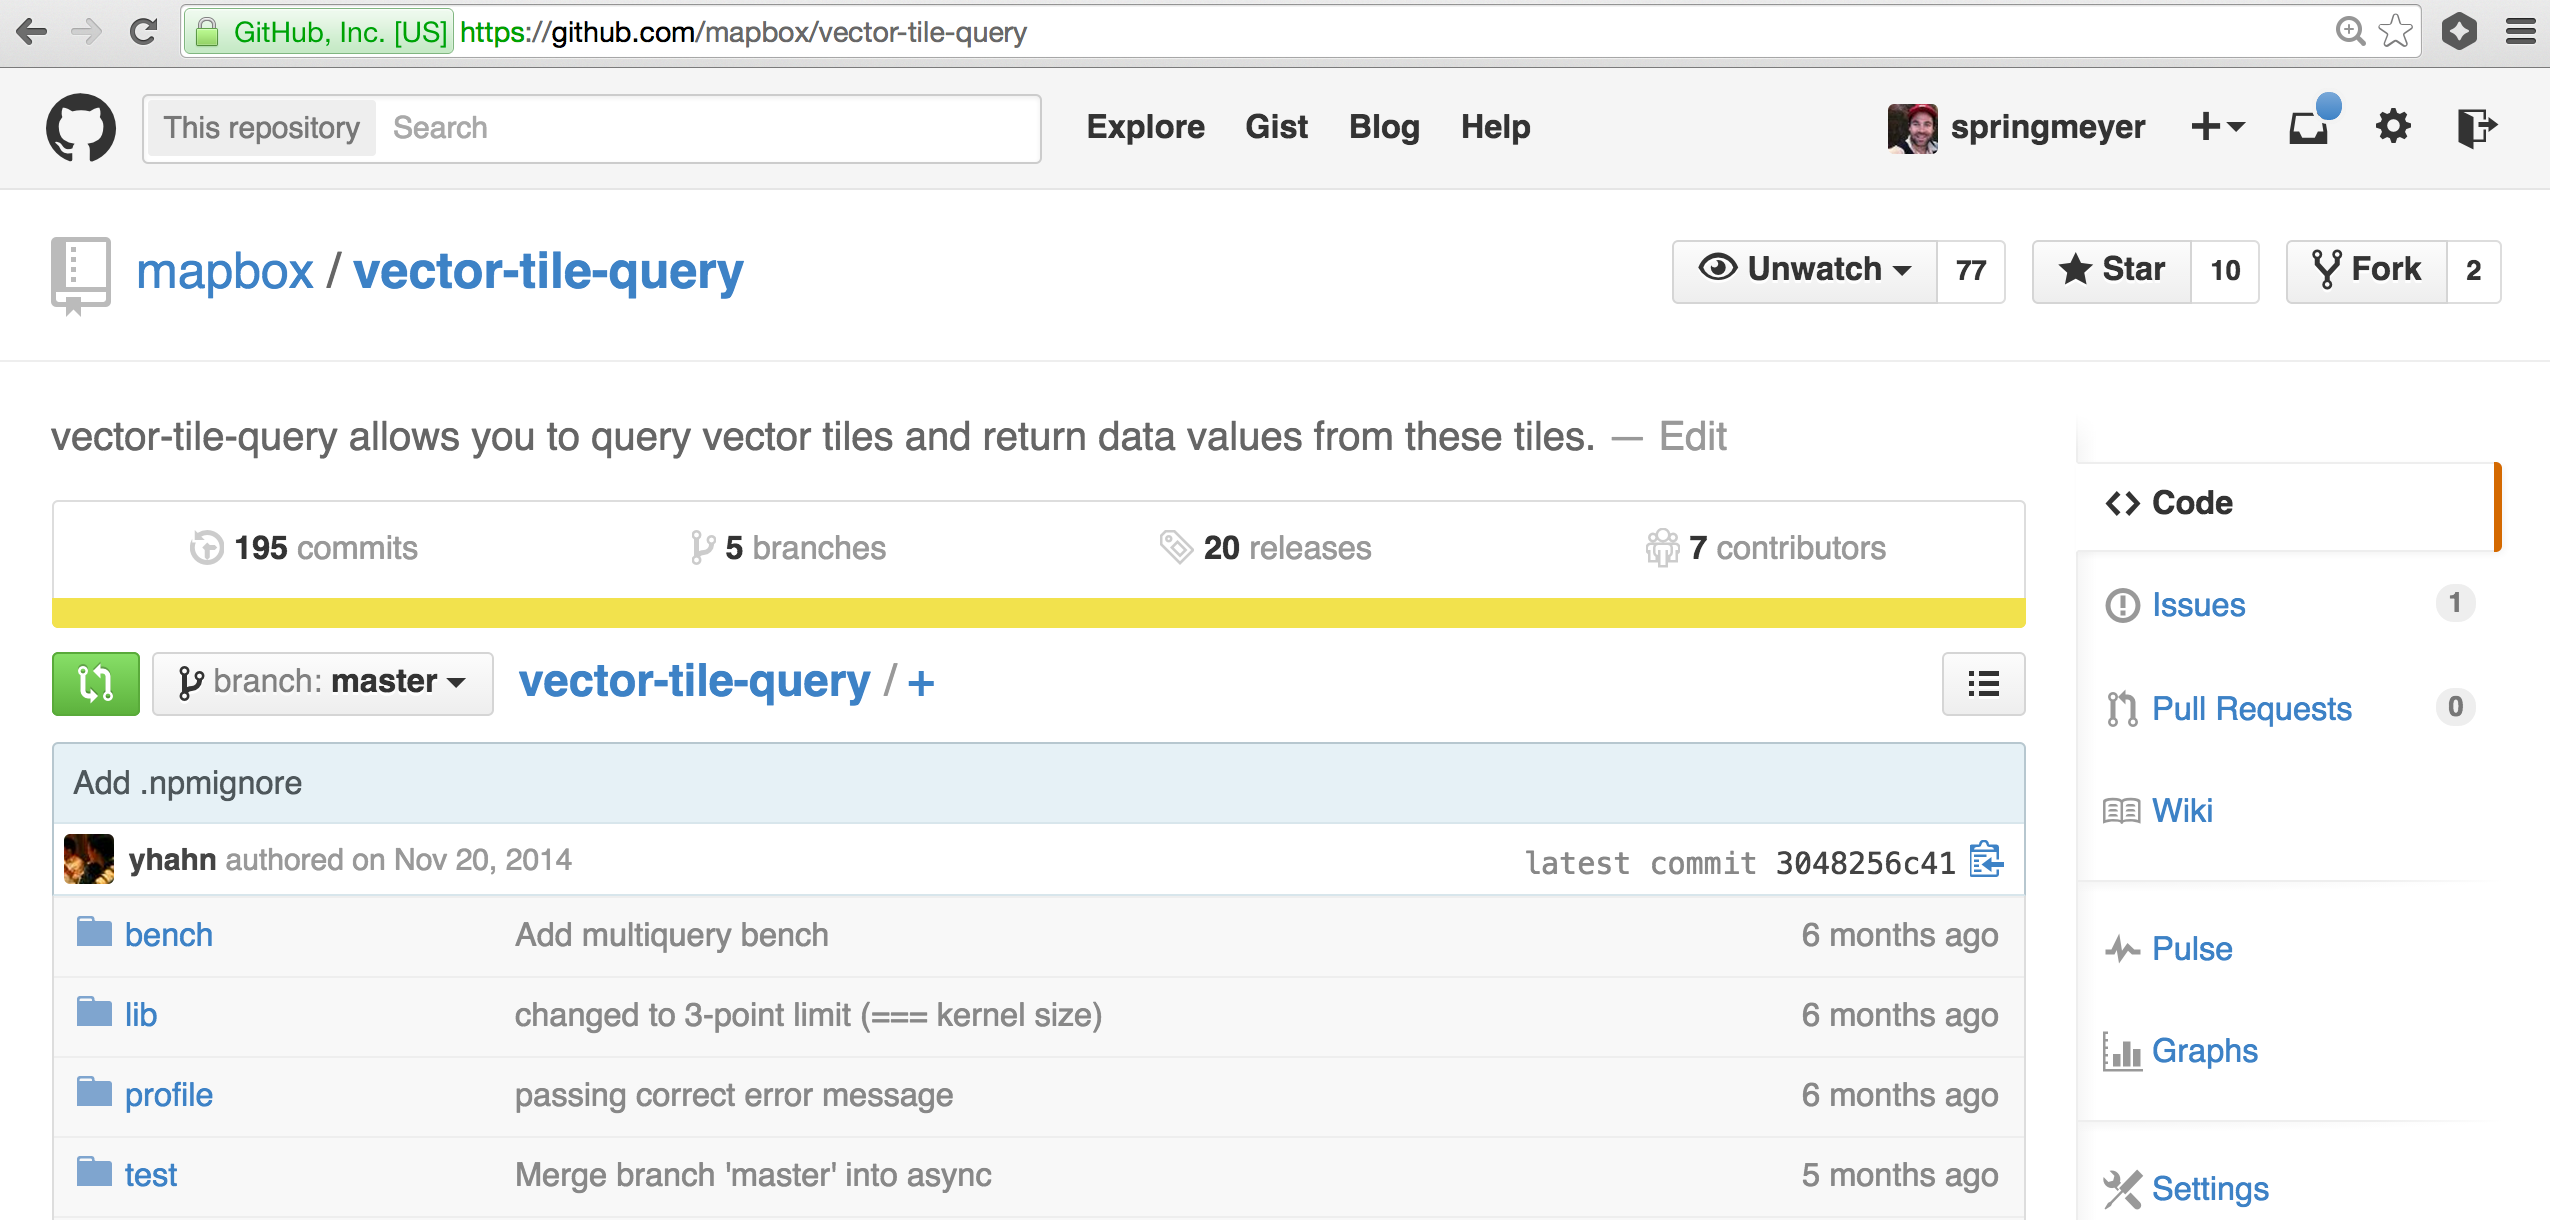 GitHub, Inc. [US] https://github.com/mapbox/vector-tile-query
This repository Search Explore Gist Blog Help springmeyer
mapbox / vector-tile-query Unwatch 77 Star 10 Fork 2
vector-tile-query allows you to query vector tiles and return data values from these tiles. — Edit
195 commits 5 branches 20 releases 7 contributors
branch: master vector-tile-query / +
Add .npmignore
yhahn authored on Nov 20, 2014 latest commit 3048256c41
bench Add multiquery bench 6 months ago
lib changed to 3-point limit (=== kernel size) 6 months ago
profile passing correct error message 6 months ago
test Merge branch 'master' into async 5 months ago
Code
Issues 1
Pull Requests 0
Wiki
Pulse
Graphs
Settings